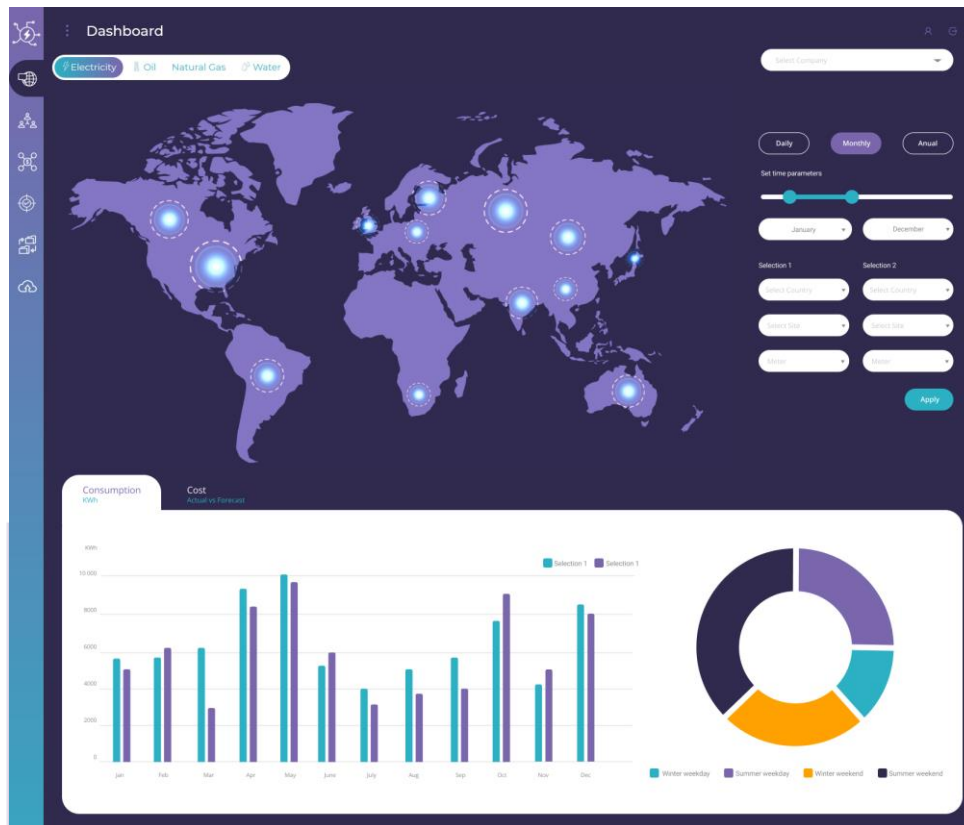 Dashboard
Electricity Oil Natural Gas Water
Select Company
Daily Monthly Anual
Set time parameters
January December
Selection 1 Selection 2
Select Country Select Country
Select Site Select Site
Apply
Consumption
KWh
Cost
Actual vs Forecast
KWh
Selection 1 Selection 1
10 000
8000
6000
4000
2000
0
Jan Feb Mar Apr May June July Aug Sep Oct Nov Dec
Winter weekday Summer weekday Winter weekend Summer weekend